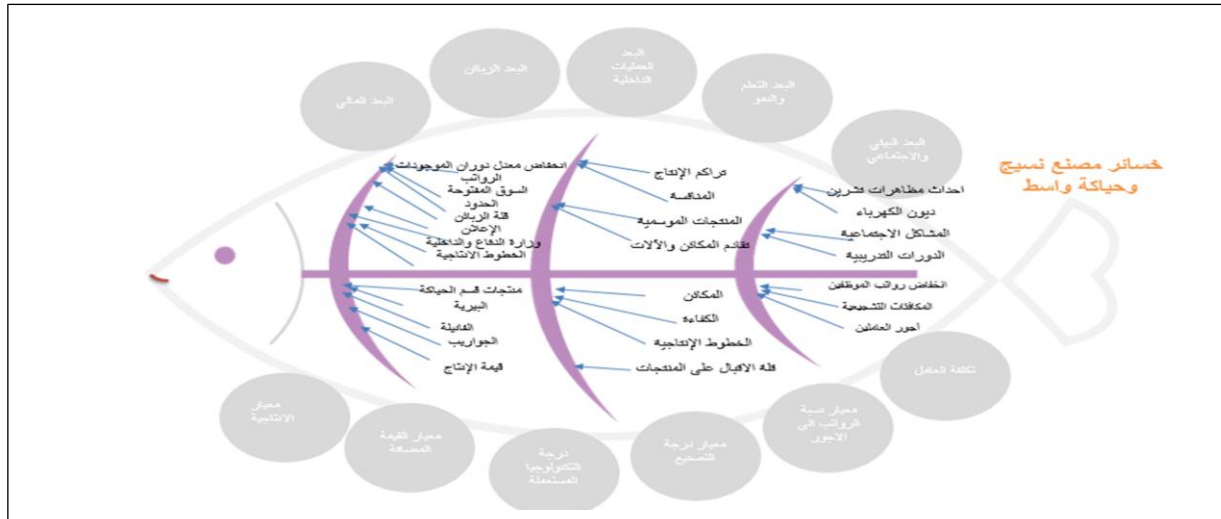 البعد
العمليات
الداخلية
البعد الزبائن
البعد التعلم
والنمو
البعد المالي
البعد البيئي
والاجتماعي
خسائر مصنع نسيج
وحياكة واسط
انخفاض معدل دوران الموجودات
الرواتب
السوق المفتوحة
الحدود
قلة الزبائن
الإعلان
وزارة الدفاع والداخلية
الخطوط الانتاجية
تراكم الإنتاج
المنافسة
المنتجات الموسمية
تقادم المكائن والآلات
احداث مظاهرات تشرين
ديون الكهرباء
المشاكل الاجتماعية
الدورات التدريبية
منتجات قسم الحياكة
البيرية
الفانيلة
الجواريب
قيمة الإنتاج
المكائن
الكفاءة
الخطوط الإنتاجية
قلة الاقبال على المنتجات
انخفاض رواتب الموظفين
المكافئات التشجيعية
اجور العاملين
تكلفة العامل
معيار
الانتاجية
معيار القيمة
المضافة
درجة
التكنولوجيا
المستعملة
معيار درجة
التصنيع
معيار نسبة
الرواتب الى
الاجور